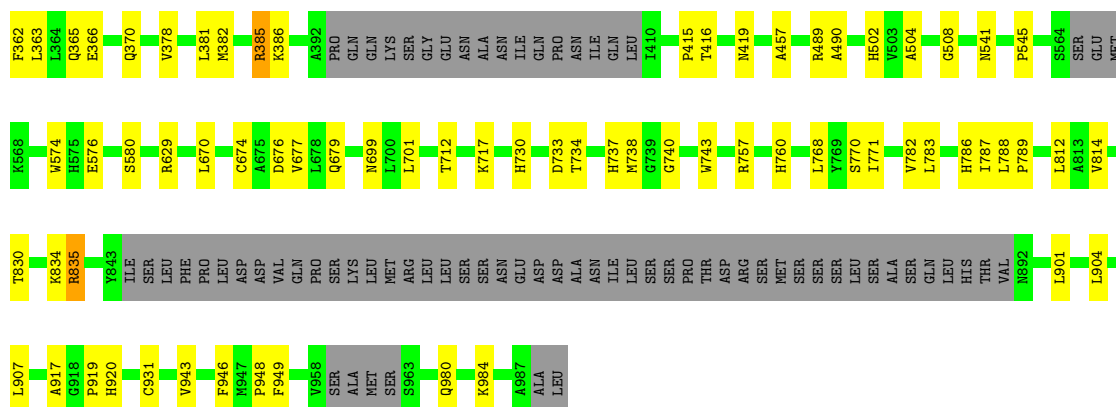 F362 L363 L364 Q365 E366 Q370 V378 L381 M382 R385 K386 A392 PRO GLN GLN LYS SER GLY GLU ASN ALA ASN ILE GLN PRO ASN ILE GLN LEU I410 P415 T416 N419 A457 R489 A490 H502 V503 A504 G508 N541 P545 S564 SER GLU MET
K568 W574 H575 E576 S580 R629 L670 C674 A675 D676 V677 L678 Q679 N699 L700 L701 T712 K717 H730 D733 T734 H737 M738 G739 G740 W743 R757 H760 L768 Y769 S770 I771 V782 L783 H786 I787 L788 P789 L812 A813 V814
T830 K834 R835 Y843 ILE SER LEU PHE PRO LEU ASP ASP VAL GLN PRO SER LYS LEU MET ARG LEU LEU SER SER ASN GLU ASP ASP ALA ASN ILE LEU SER SER PRO THR ASP ARG SER MET SER SER SER LEU SER ALA SER GLN LEU HIS THR VAL N892 L901 L904
L907 A917 G918 P919 H920 C931 V943 F946 M947 P948 F949 V958 SER ALA MET SER S963 Q980 K984 A987 ALA LEU